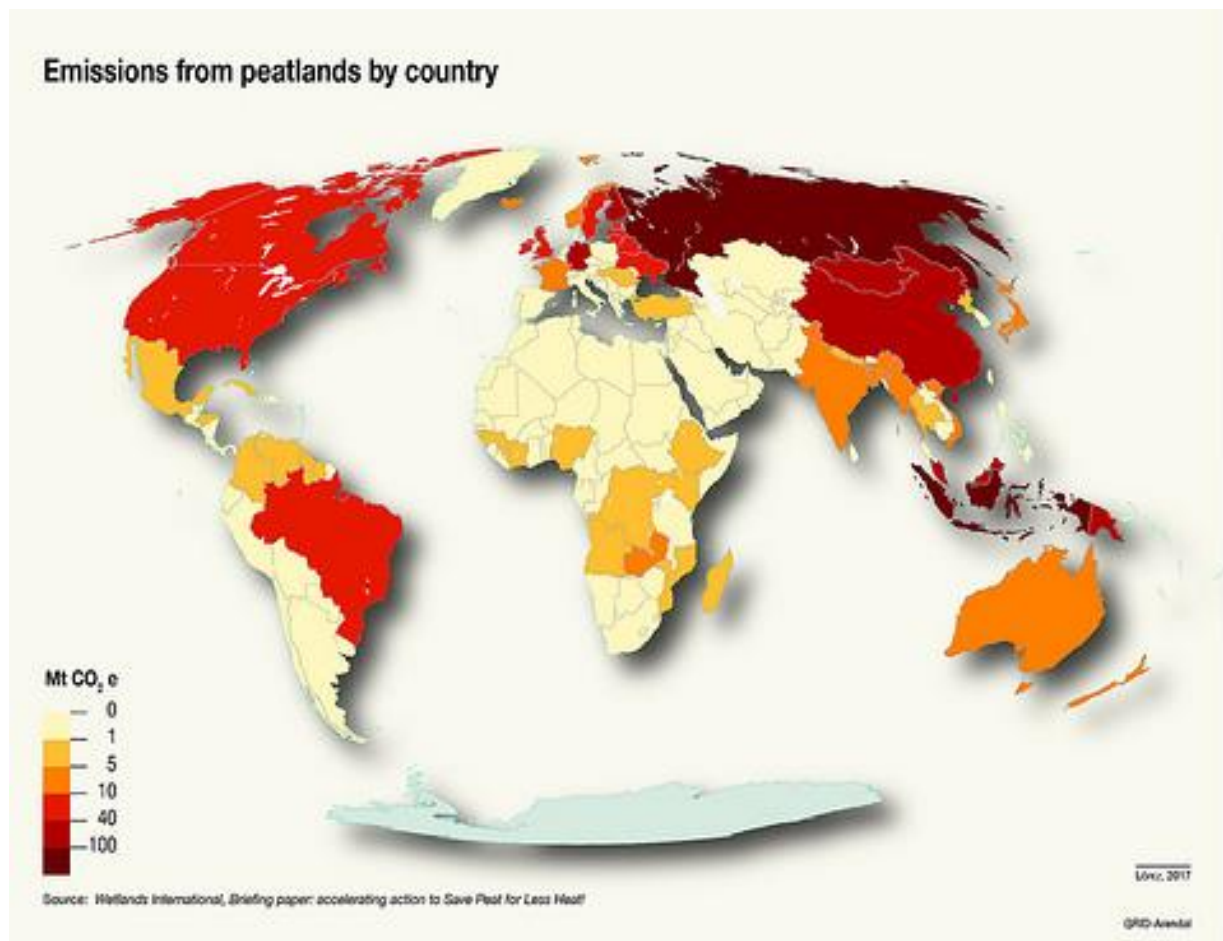 Emissions from peatlands by country
Mt CO₂ e
0
1
5
10
40
100
Source: Wetlands International, Briefing paper: accelerating action to Save Peat for Less Heat!
2017
GRID-Arendal